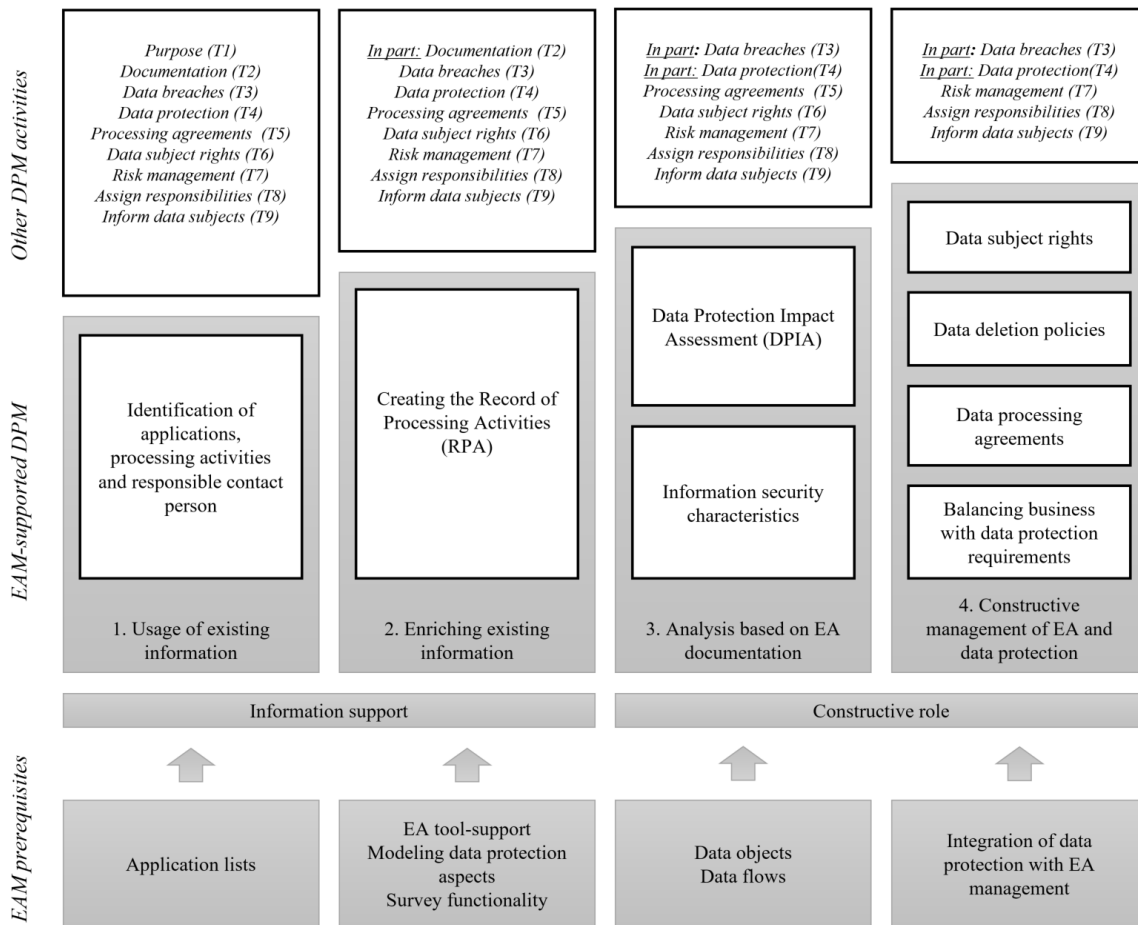 Other DPM activities
Purpose (T1)
Documentation (T2)
Data breaches (T3)
Data protection (T4)
Processing agreements (T5)
Data subject rights (T6)
Risk management (T7)
Assign responsibilities (T8)
Inform data subjects (T9)
In part: Documentation (T2)
Data breaches (T3)
Data protection (T4)
Processing agreements (T5)
Data subject rights (T6)
Risk management (T7)
Assign responsibilities (T8)
Inform data subjects (T9)
In part: Data breaches (T3)
In part: Data protection(T4)
Processing agreements (T5)
Data subject rights (T6)
Risk management (T7)
Assign responsibilities (T8)
Inform data subjects (T9)
In part: Data breaches (T3)
In part: Data protection(T4)
Risk management (T7)
Assign responsibilities (T8)
Inform data subjects (T9)
EAM-supported DPM
Identification of
applications,
processing activities
and responsible contact
person
1. Usage of existing
information
Creating the Record of
Processing Activities
(RPA)
2. Enriching existing
information
Data Protection Impact
Assessment (DPIA)
Information security
characteristics
3. Analysis based on EA
documentation
Data subject rights
Data deletion policies
Data processing
agreements
Balancing business
with data protection
requirements
4. Constructive
management of EA and
data protection
Information support
Constructive role
EAM prerequisites
Application lists
EA tool-support
Modeling data protection
aspects
Survey functionality
Data objects
Data flows
Integration of data
protection with EA
management